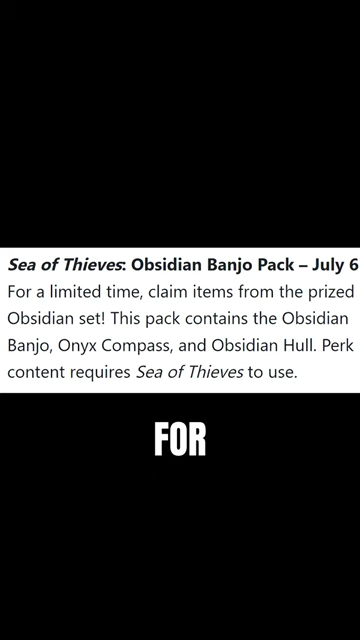 Sea of Thieves: Obsidian Banjo Pack – July 6
For a limited time, claim items from the prized
Obsidian set! This pack contains the Obsidian
Banjo, Onyx Compass, and Obsidian Hull. Perk
content requires Sea of Thieves to use.
FOR